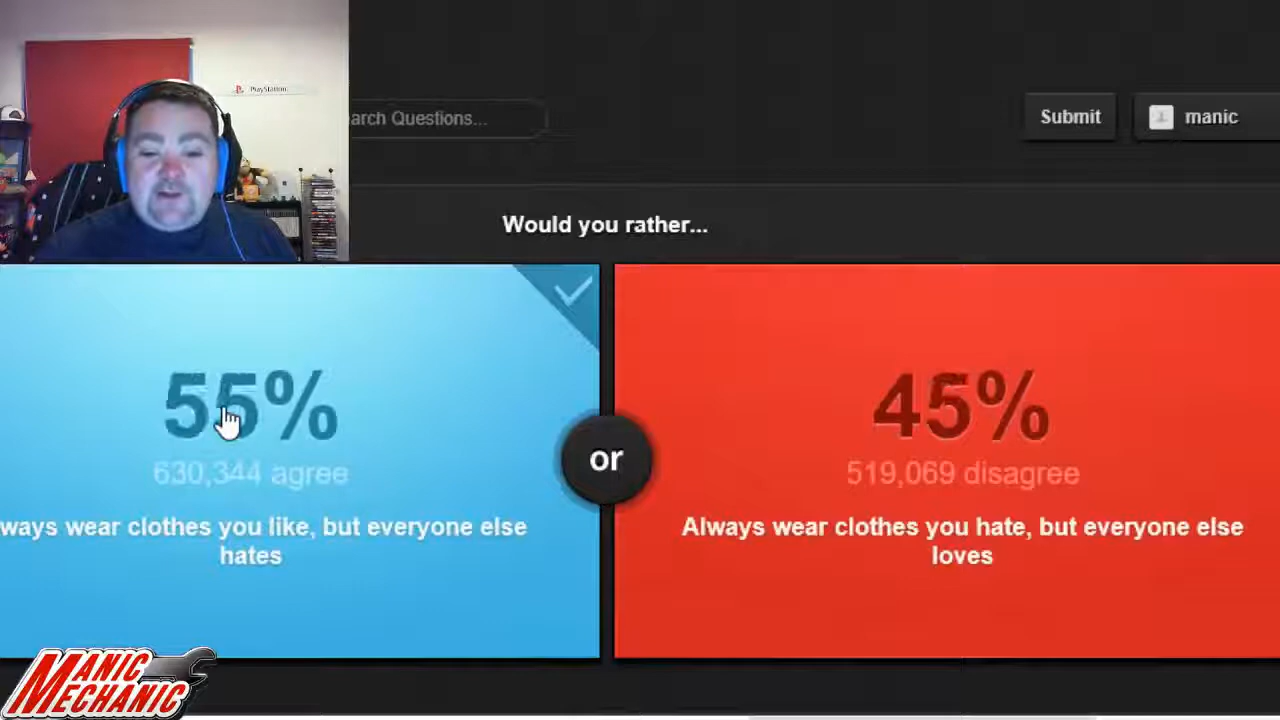 PlayStation
arch Questions...
Submit
manic
Would you rather...
55%
630,344 agree
ways wear clothes you like, but everyone else
hates
or
45%
519,069 disagree
Always wear clothes you hate, but everyone else
loves
MANIC
MECHANIC